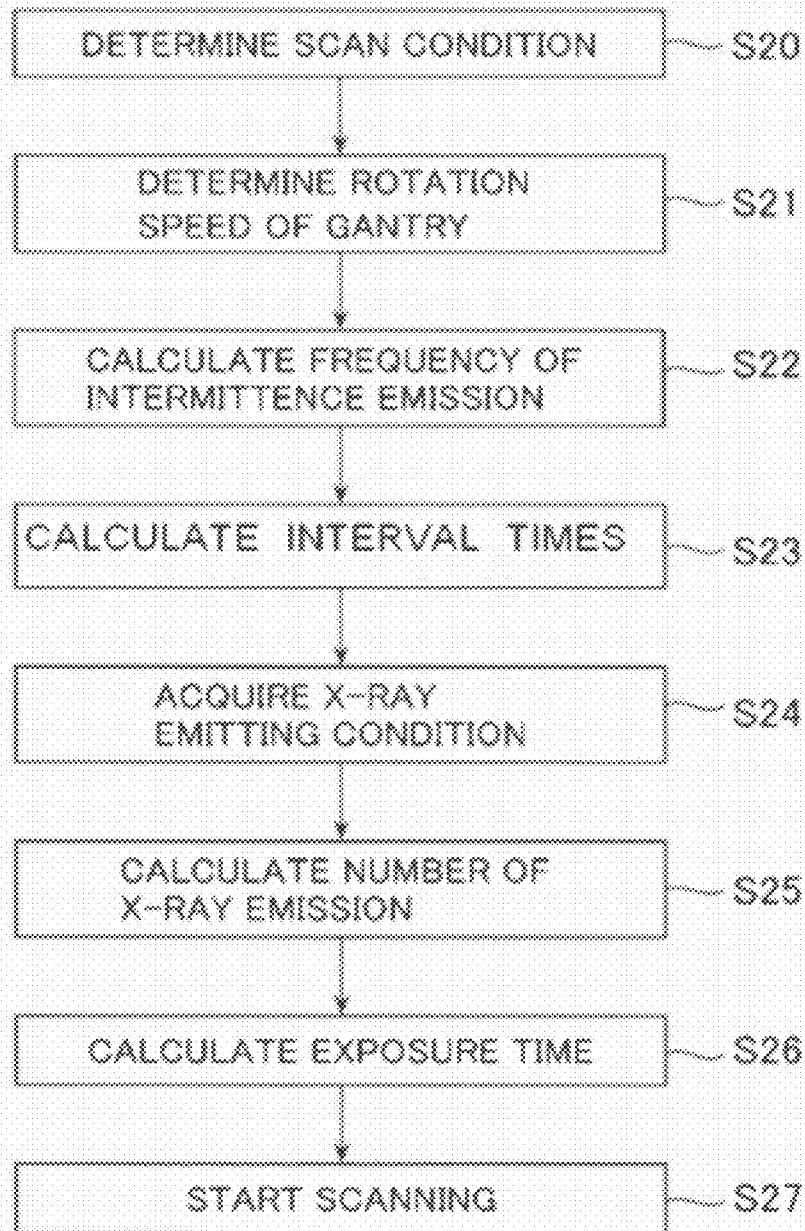 DETERMINE SCAN CONDITION S20
DETERMINE ROTATION
SPEED OF GANTRY
S21
CALCULATE FREQUENCY OF
INTERMITTENCE EMISSION
S22
CALCULATE INTERVAL TIMES
S23
ACQUIRE X-RAY
EMITTING CONDITION
S24
CALCULATE NUMBER OF
X-RAY EMISSION
S25
CALCULATE EXPOSURE TIME S26
START SCANNING S27